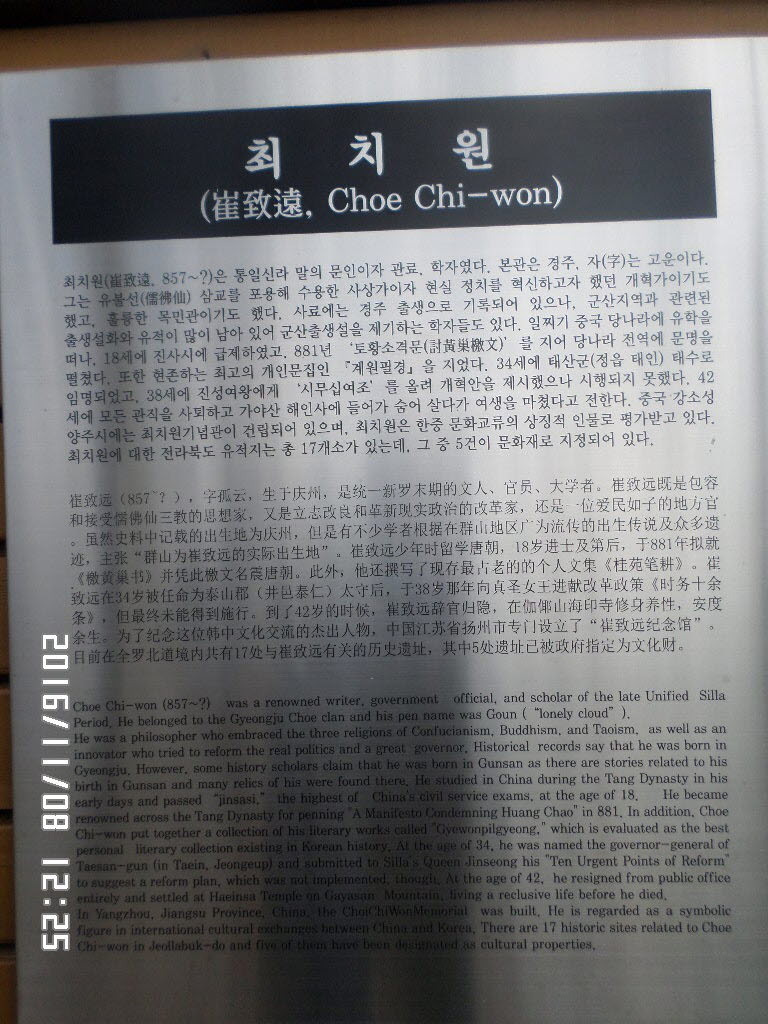 최 치 원
(崔致遠, Choe Chi-won)
최치원(崔致遠, 857~?)은 통일신라 말의 문인이자 관료, 학자였다. 본관은 경주, 자(字)는 고운이다.
그는 유불선(儒佛仙) 삼교를 포용해 수용한 사상가이자 현실 정치를 혁신하고자 했던 개혁가이기도
했고, 훌륭한 목민관이기도 했다. 사료에는 경주 출생으로 기록되어 있으나, 군산지역과 관련된
출생설화와 유적이 많이 남아 있어 군산출생설을 제기하는 학자들도 있다. 일찌기 중국 당나라에 유학을
떠나, 18세에 진사시에 급제하였고, 881년 ‘토황소격문(討黃巢檄文)’를 지어 당나라 전역에 문명을
떨쳤다. 또한 현존하는 최고의 개인문집인 『계원필경』을 지었다. 34세에 태산군(정읍 태인) 태수로
임명되었고, 38세에 진성여왕에게 ‘시무십여조’를 올려 개혁안을 제시했으나 시행되지 못했다. 42
세에 모든 관직을 사퇴하고 가야산 해인사에 들어가 숨어 살다가 여생을 마쳤다고 전한다. 중국 강소성
양주시에는 최치원기념관이 건립되어 있으며, 최치원은 한중 문화교류의 상징적 인물로 평가받고 있다.
최치원에 대한 전라북도 유적지는 총 17개소가 있는데, 그 중 5건이 문화재로 지정되어 있다.
崔致远（857~？），字孤云，生于庆州，是统一新罗末期的文人、官员、大学者。崔致远既是包容
和接受儒佛仙三教的思想家，又是立志改良和革新现实政治的改革家，还是一位爱民如子的地方官
。虽然史料中记载的出生地为庆州，但是有不少学者根据在群山地区广为流传的出生传说及众多遗
迹，主张“群山为崔致远的实际出生地”。崔致远少年时留学唐朝，18岁进士及第后，于881年拟就
《檄黄巢书》并凭此檄文名震唐朝。此外，他还撰写了现存最古老的的个人文集《桂苑笔耕》。崔
致远在34岁被任命为泰山郡（井邑泰仁）太守后，于38岁那年向真圣女王进献改革政策《时务十余
条》，但最终未能得到施行。到了42岁的时候，崔致远辞官归隐，在伽倻山海印寺修身养性，安度
余生。为了纪念这位韩中文化交流的杰出人物，中国江苏省扬州市专门设立了“崔致远纪念馆”。
目前在全罗北道境内共有17处与崔致远有关的历史遗址，其中5处遗址已被政府指定为文化财。
Choe Chi-won (857~?) was a renowned writer, government official, and scholar of the late Unified Silla
Period. He belonged to the Gyeongju Choe clan and his pen name was Goun (“lonely cloud”).
He was a philosopher who embraced the three religions of Confucianism, Buddhism, and Taoism, as well as an
innovator who tried to reform the real politics and a great governor. Historical records say that he was born in
Gyeongju. However, some history scholars claim that he was born in Gunsan as there are stories related to his
birth in Gunsan and many relics of his were found there. He studied in China during the Tang Dynasty in his
early days and passed “jinsasi,” the highest of China's civil service exams, at the age of 18. He became
renowned across the Tang Dynasty for penning "A Manifesto Condemning Huang Chao" in 881. In addition, Choe
Chi-won put together a collection of his literary works called "Gyewonpilgyeong," which is evaluated as the best
personal literary collection existing in Korean history. At the age of 34, he was named the governor-general of
Taesan-gun (in Taein, Jeongeup) and submitted to Silla's Queen Jinseong his "Ten Urgent Points of Reform"
to suggest a reform plan, which was not implemented, though. At the age of 42, he resigned from public office
entirely and settled at Haeinsa Temple on Gayasan Mountain, living a reclusive life before he died.
In Yangzhou, Jiangsu Province, China, the ChoiChiWonMemorial was built. He is regarded as a symbolic
figure in international cultural exchanges between China and Korea. There are 17 historic sites related to Choe
Chi-won in Jeollabuk-do and five of them have been designated as cultural properties.
2016/11/08 12:25